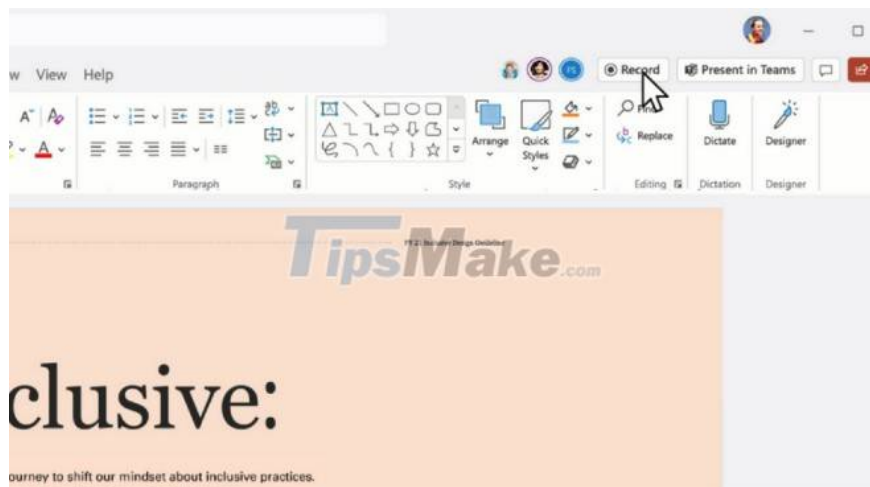 w View Help
Record
Present in Teams
Arrange
Quick
Styles
Replace
Dictate
Designer
Paragraph
Style
Editing
Dictation
Designer
TipsMake.com
clusive:
ourney to shift our mindset about inclusive practices.